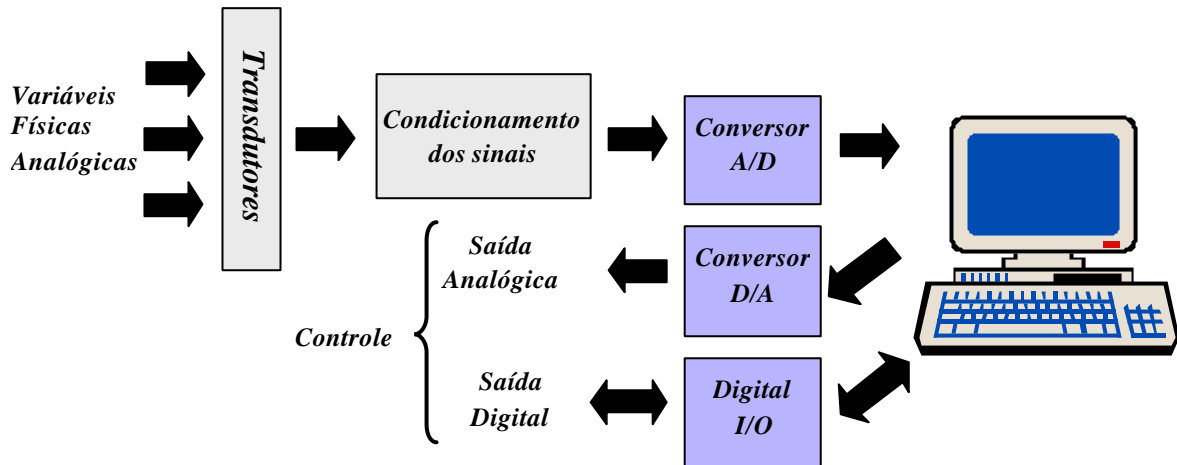 Variáveis
Físicas
Analógicas
Transdutores
Condicionamento
dos sinais
Conversor
A/D
Saída
Analógica
Conversor
D/A
Controle
Saída
Digital
Digital
I/O